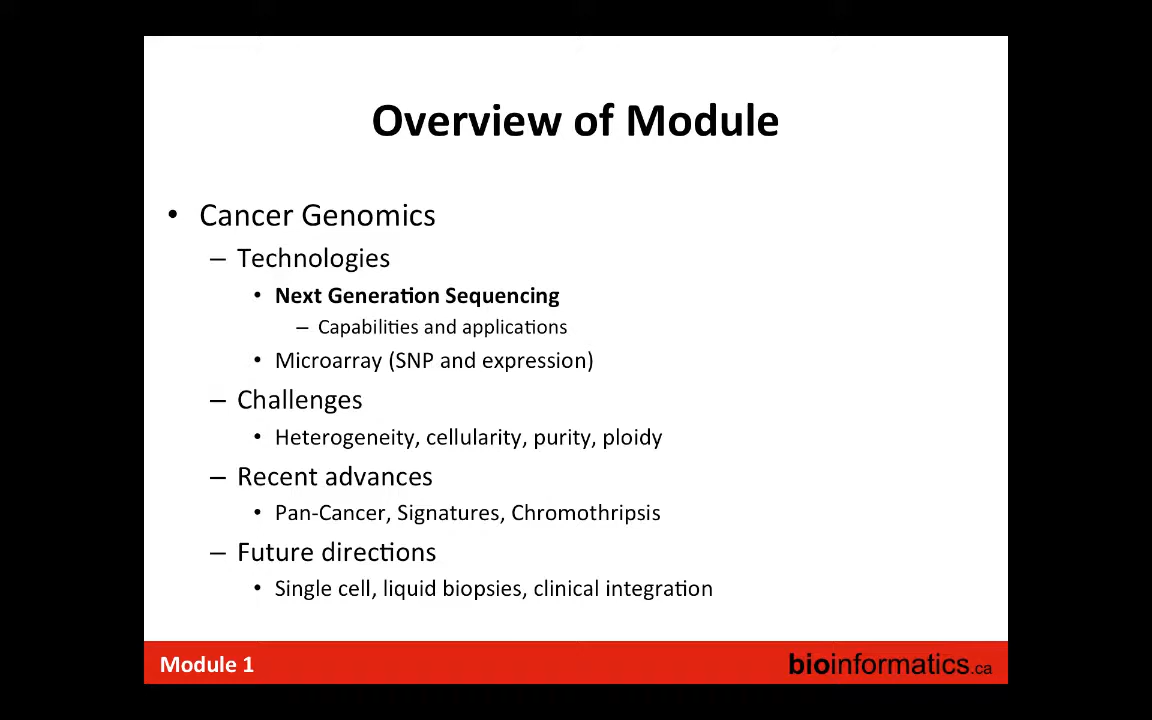 Overview of Module
• Cancer Genomics
– Technologies
• Next Generation Sequencing
– Capabilities and applications
• Microarray (SNP and expression)
– Challenges
• Heterogeneity, cellularity, purity, ploidy
– Recent advances
• Pan-Cancer, Signatures, Chromothripsis
– Future directions
• Single cell, liquid biopsies, clinical integration
Module 1
bioinformatics.ca